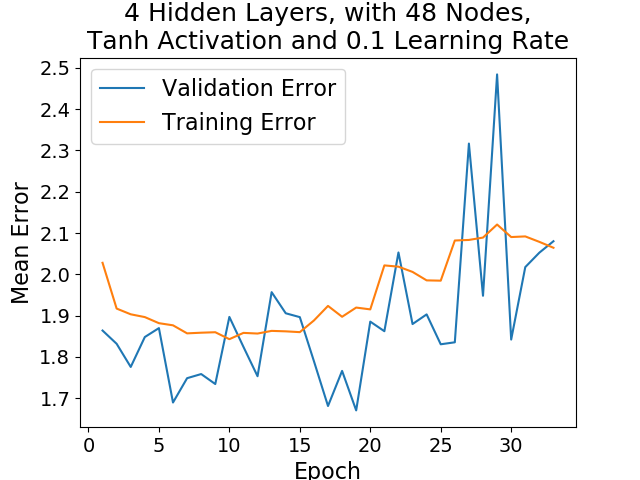 4 Hidden Layers, with 48 Nodes,
Tanh Activation and 0.1 Learning Rate
Validation Error
Training Error
Mean Error
2.5
2.4
2.3
2.2
2.1
2.0
1.9
1.8
1.7
0 5 10 15 20 25 30
Epoch